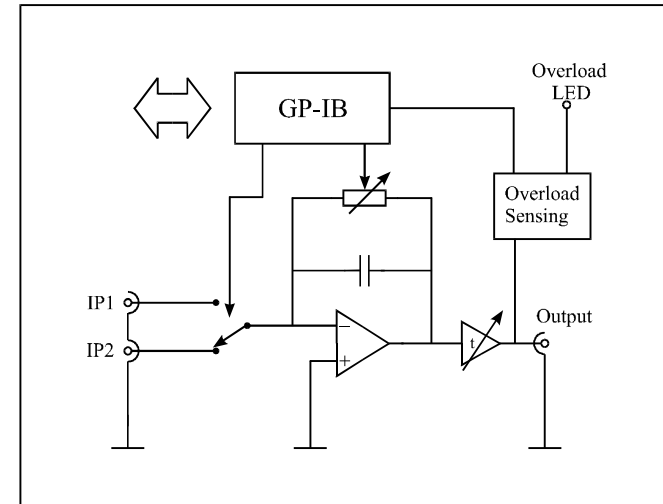 Overload
LED
GP-IB
Overload
Sensing
IP1
Output
IP2
−
+
t